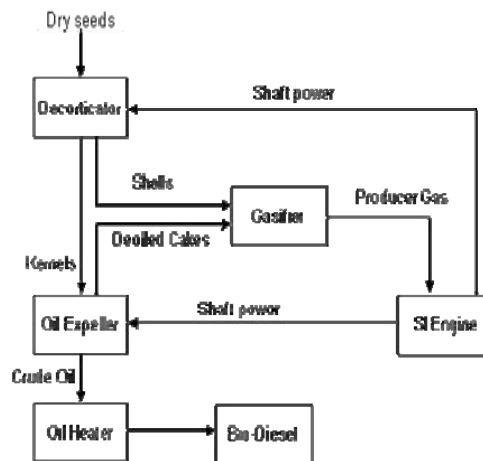 Dry seeds
Decorticator
Shaft power
Shells
Producer Gas
Gasifier
Deoiled Cakes
Kernels
Shaft power
Oil Expeller
SI Engine
Crude Oil
Oil Heater
Bio-Diesel